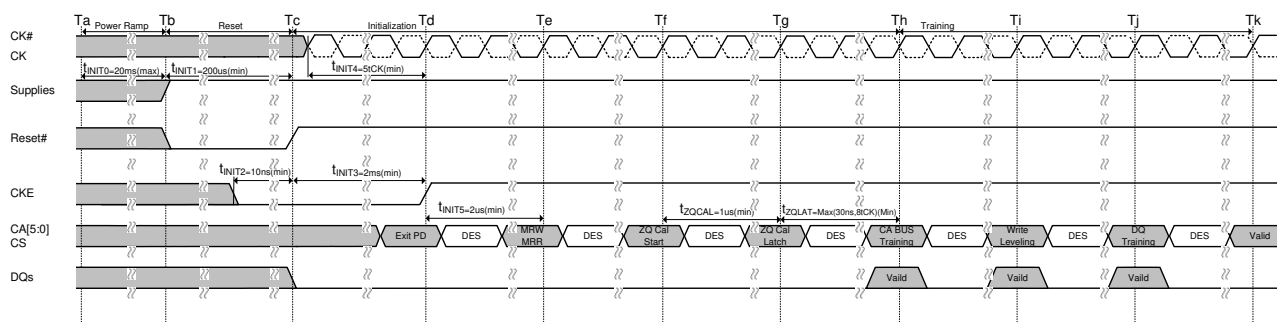 Ta Tb Tc Td Te Tf Tg Th Ti Tj Tk
Power Ramp Reset Initialization Training
CK#
CK
tINIT0=20ms(max) tINIT1=200us(min) tINIT4=5tCK(min)
Supplies
Reset#
tINIT2=10ns(min) tINIT3=2ms(min)
CKE
tINIT5=2us(min) tZQCAL=1us(min) tZQLAT=Max(30ns,8tCK)(Min)
CA[5:0]
CS
Exit PD DES MRW DES ZQ Cal DES ZQ Cal DES CA BUS DES Write DES DQ DES Valid
MRR Start Latch Training Leveling Training
DQs Vaild Vaild Vaild